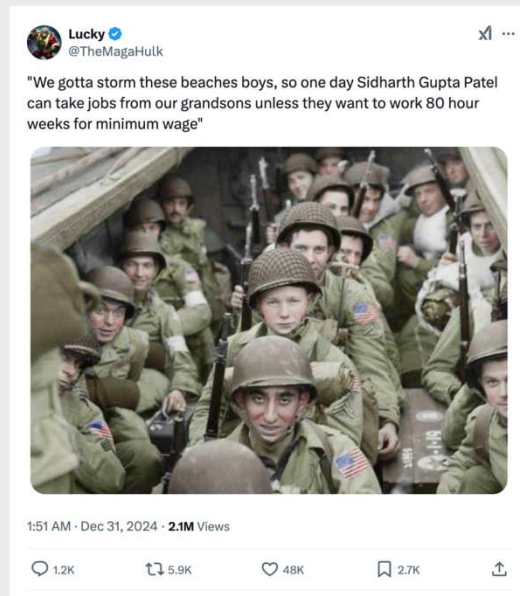 Lucky
@TheMagaHulk
"We gotta storm these beaches boys, so one day Sidharth Gupta Patel
can take jobs from our grandsons unless they want to work 80 hour
weeks for minimum wage"
1:51 AM · Dec 31, 2024 · 2.1M Views
1.2K 5.9K 48K 2.7K